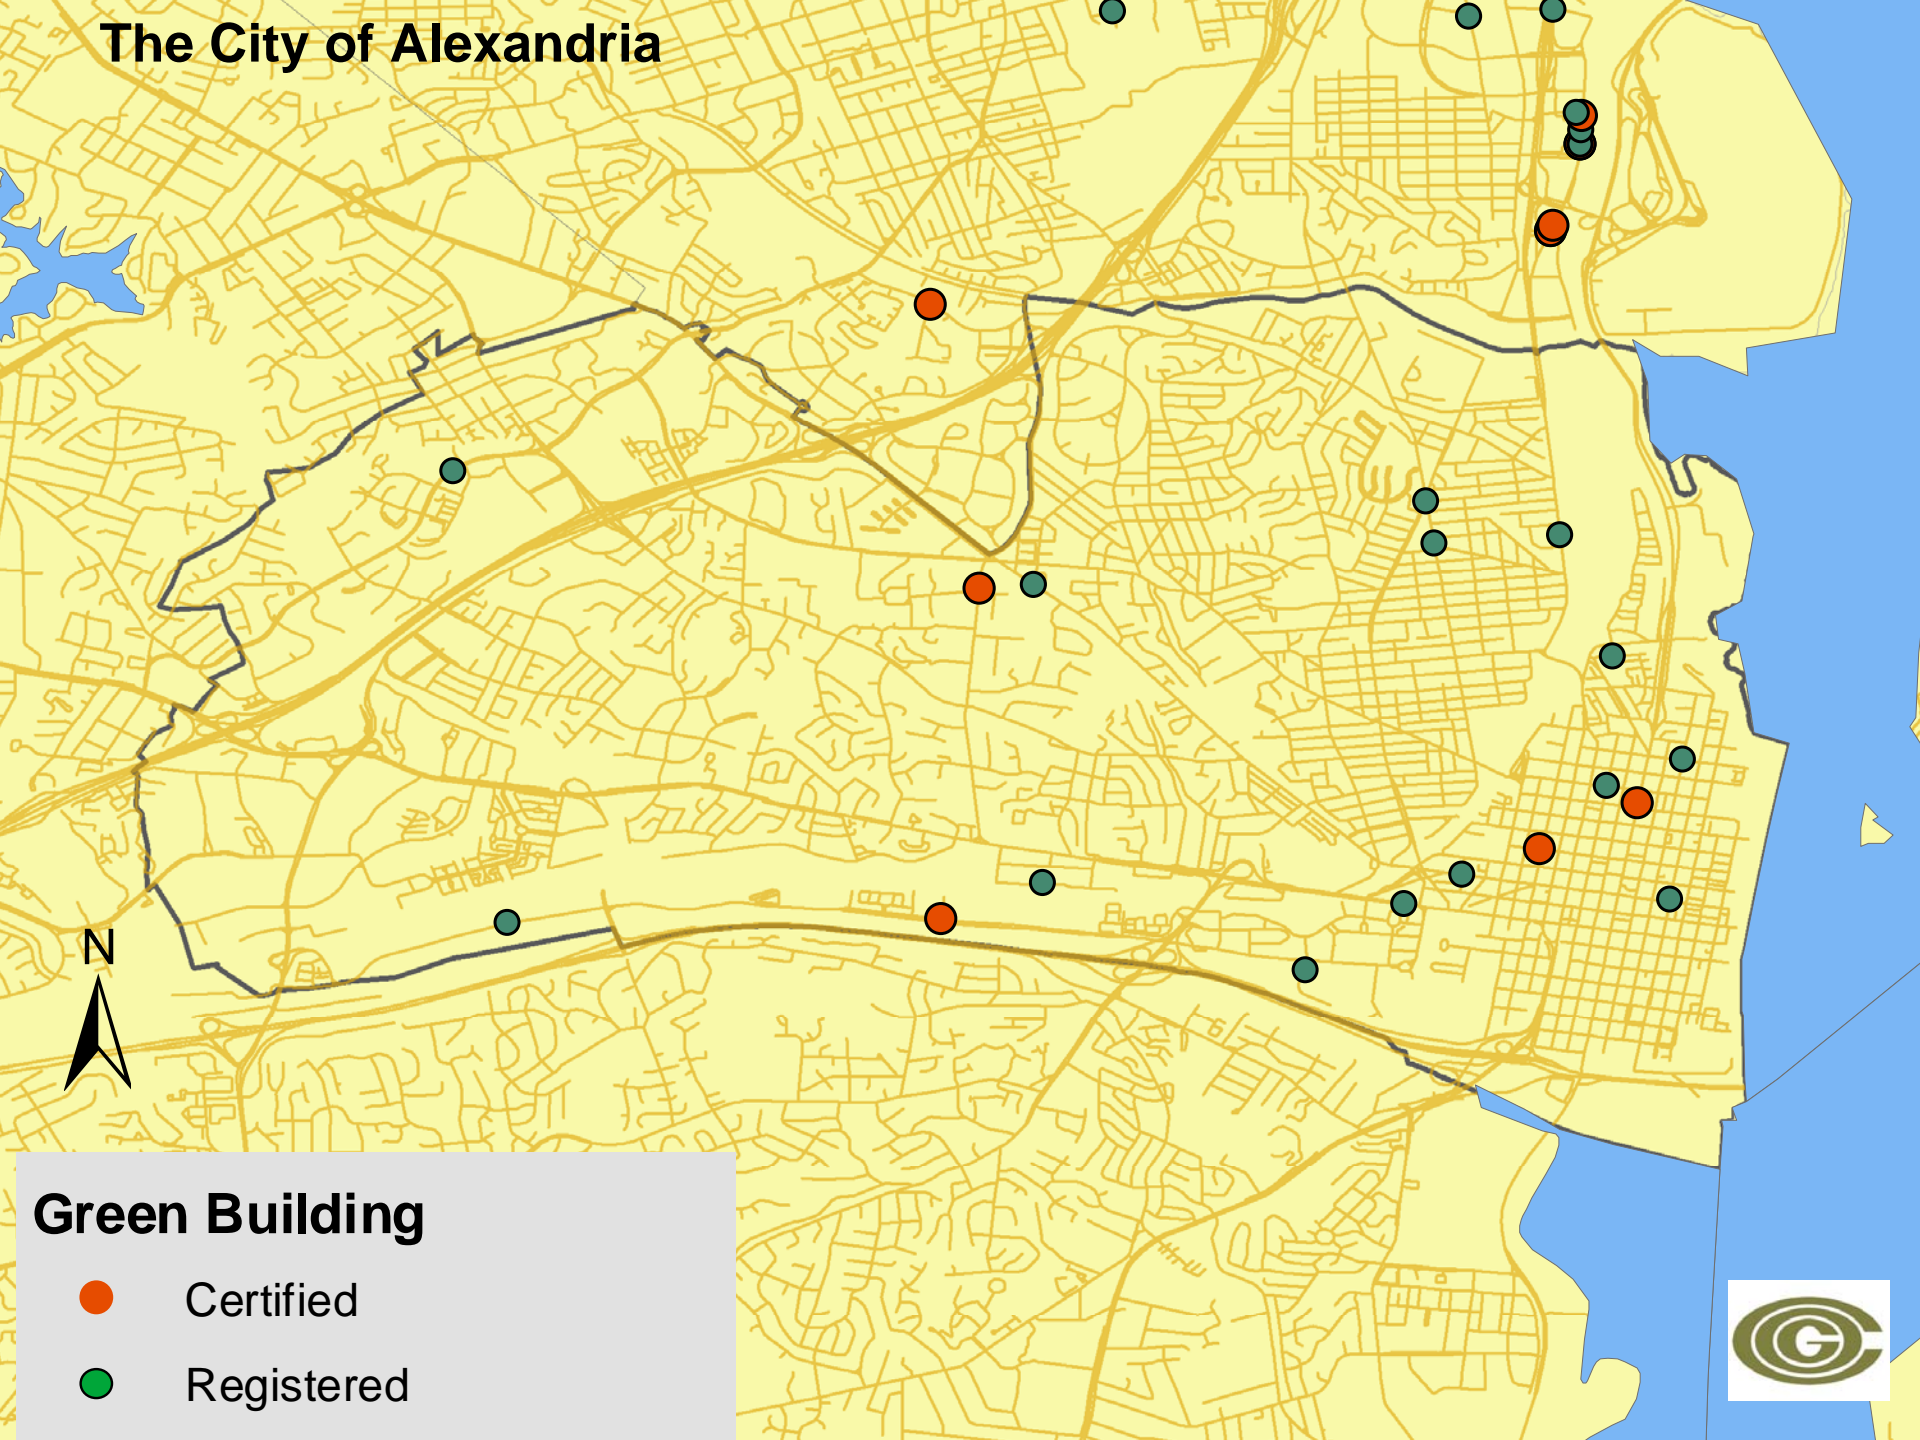 The City of Alexandria
N
Green Building
Certified
Registered
G